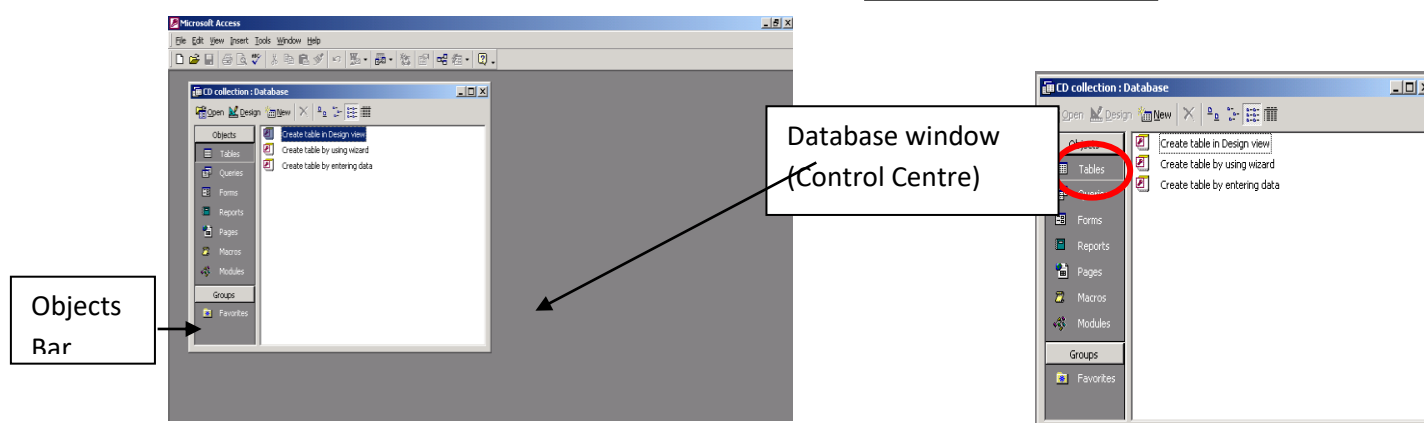 Microsoft Access
File Edit View Insert Tools Window Help
CD collection : Database
Open Design New
Objects
Tables
Queries
Forms
Reports
Pages
Macros
Modules
Groups
Favorites
Create table in Design view
Create table by using wizard
Create table by entering data
Objects
Bar
Database window
(Control Centre)
CD collection : Database
Open Design New
Objects
Tables
Queries
Forms
Reports
Pages
Macros
Modules
Groups
Favorites
Create table in Design view
Create table by using wizard
Create table by entering data